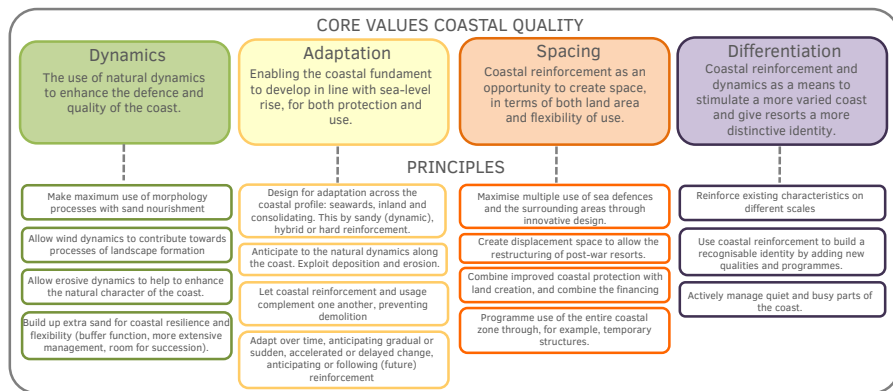 CORE VALUES COASTAL QUALITY
Dynamics
The use of natural dynamics
to enhance the defence and
quality of the coast.
Adaptation
Enabling the coastal fundament
to develop in line with sea-level
rise, for both protection and
use.
Spacing
Coastal reinforcement as an
opportunity to create space,
in terms of both land area
and flexibility of use.
Differentiation
Coastal reinforcement and
dynamics as a means to
stimulate a more varied coast
and give resorts a more
distinctive identity.
PRINCIPLES
Make maximum use of morphology
processes with sand nourishment
Allow wind dynamics to contribute towards
processes of landscape formation
Allow erosive dynamics to help to enhance
the natural character of the coast.
Build up extra sand for coastal resilience and
flexibility (buffer function, more extensive
management, room for succession).
Design for adaptation across the
coastal profile: seawards, inland and
consolidating. This by sandy (dynamic),
hybrid or hard reinforcement.
Anticipate to the natural dynamics along
the coast. Exploit deposition and erosion.
Let coastal reinforcement and usage
complement one another, preventing
demolition
Adapt over time, anticipating gradual or
sudden, accelerated or delayed change,
anticipating or following (future)
reinforcement
Maximise multiple use of sea defences
and the surrounding areas through
innovative design.
Create displacement space to allow the
restructuring of post-war resorts.
Combine improved coastal protection with
land creation, and combine the financing
Programme use of the entire coastal
zone through, for example, temporary
structures.
Reinforce existing characteristics on
different scales
Use coastal reinforcement to build a
recognisable identity by adding new
qualities and programmes.
Actively manage quiet and busy parts of
the coast.